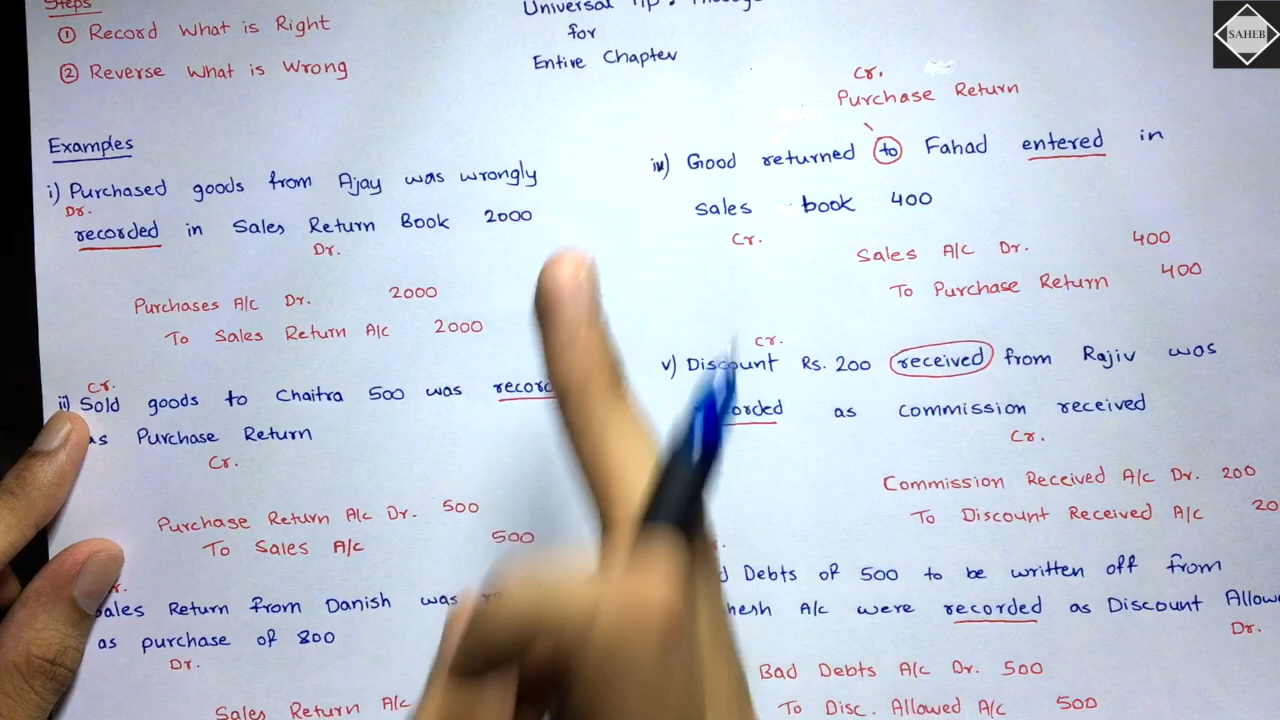 Steps
① Record What is Right
② Reverse What is Wrong
Universal Tip :
for
Entire Chapter
Examples
i) Purchased goods from Ajay was wrongly
Dr.
recorded in Sales Return Book 2000
Dr.
Purchases A/c Dr. 2000
To Sales Return A/c 2000
Cr.
ii) Sold goods to Chaitra 500 was
as Purchase Return
Cr.
Purchase Return A/c Dr. 500
To Sales A/c 500
Sales Return from Danish was
as purchase of 800
Dr.
Sales Return A/c
Cr.
Purchase Return
iv) Good returned to Fahad entered in
sales book 400
Cr.
Sales A/c Dr. 400
To Purchase Return 400
Cr.
v) Discount Rs. 200 received from Rajiv was
as commission received
Cr.
Commission Received A/c Dr. 200
To Discount Received A/c
Debts of 500 to be written off from
A/c were recorded as Discount
Dr.
Bad Debts A/c Dr. 500
To Disc. Allowed A/c 500
SAHEB